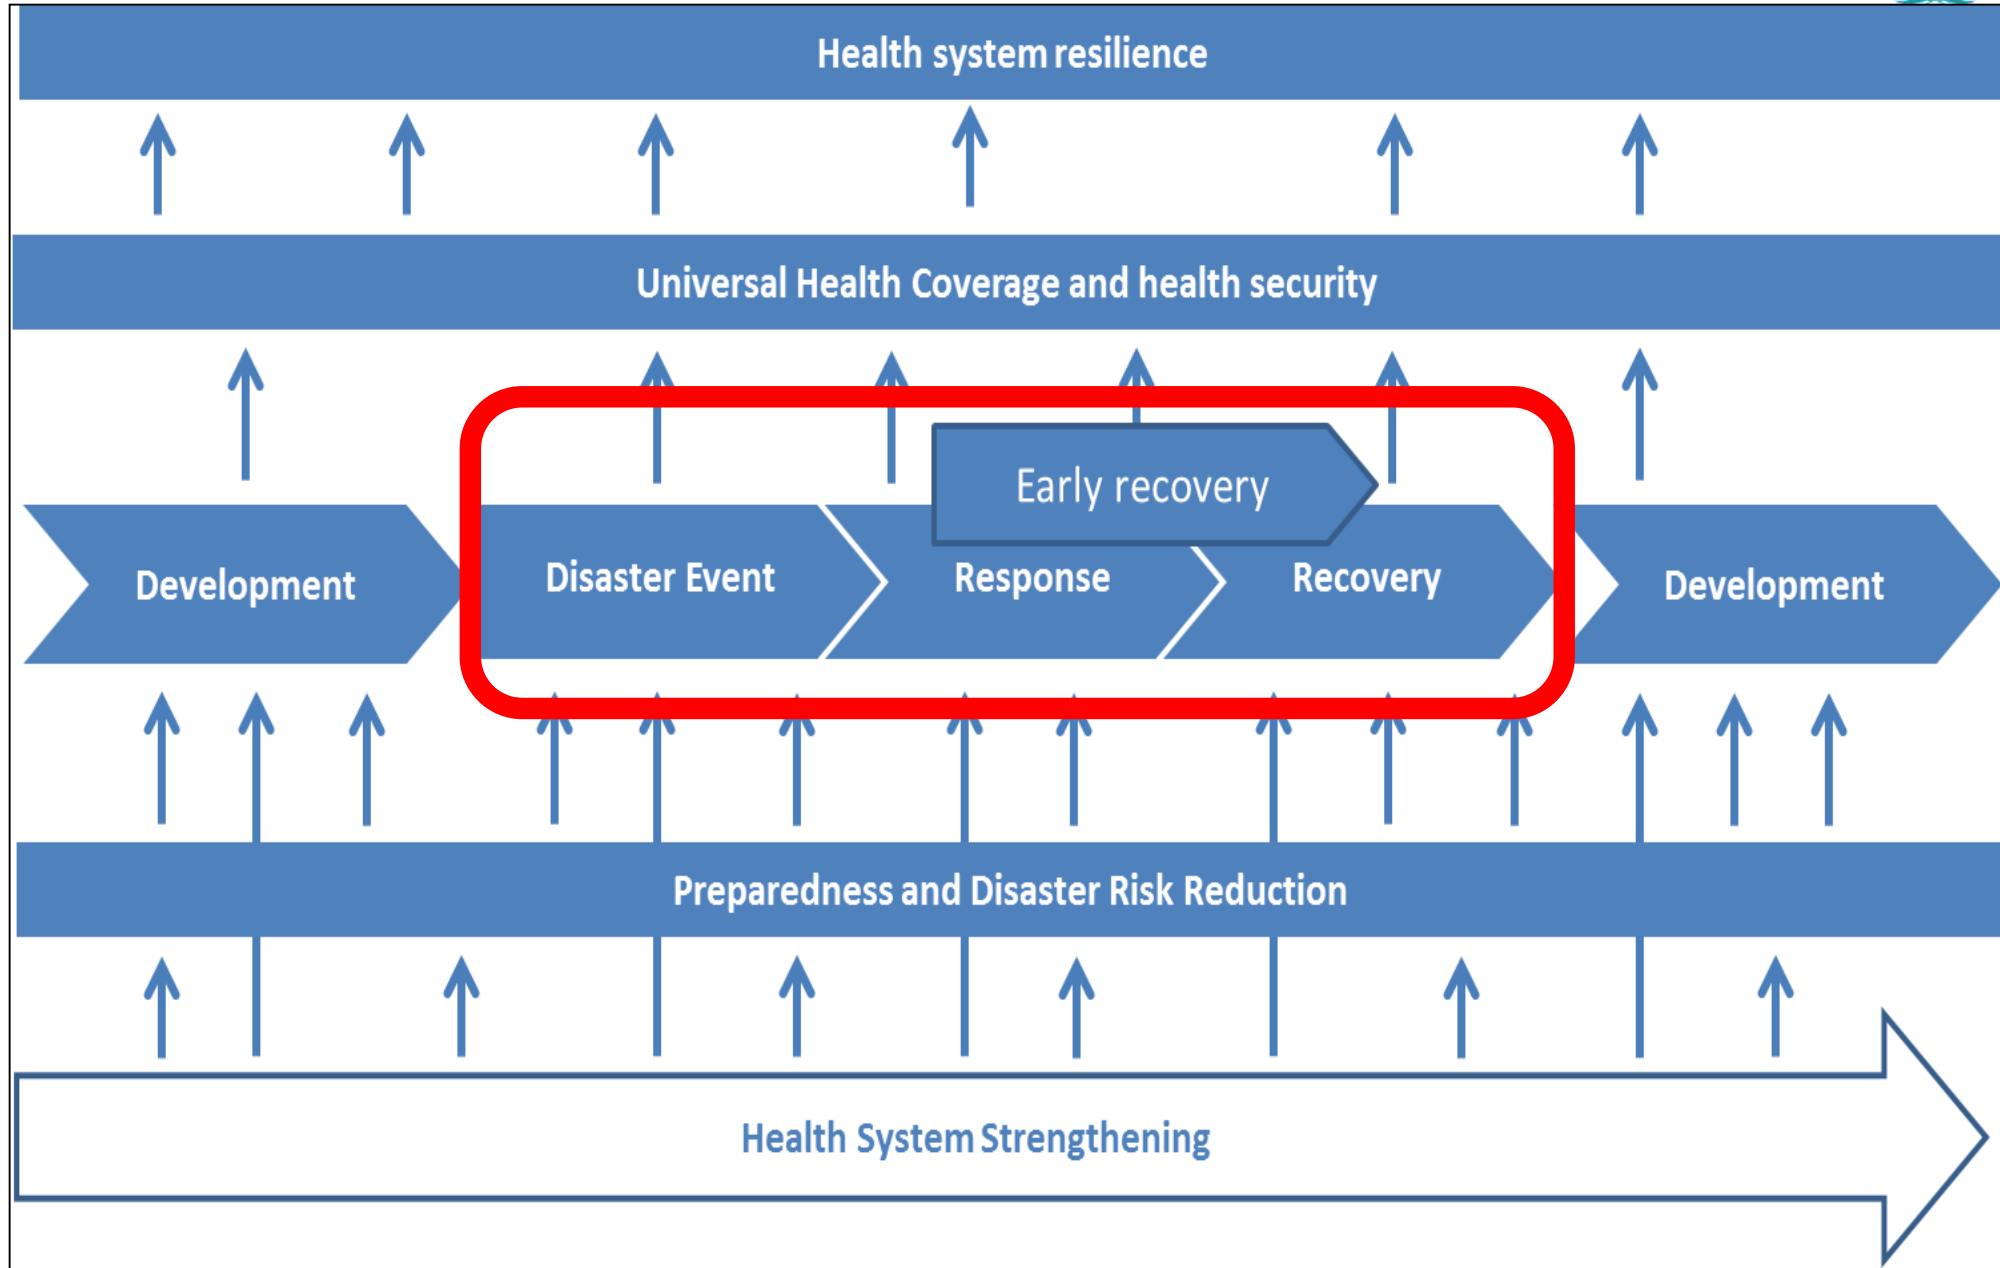 Health system resilience
Universal Health Coverage and health security
Early recovery
Development
Disaster Event
Response
Recovery
Development
Preparedness and Disaster Risk Reduction
Health System Strengthening